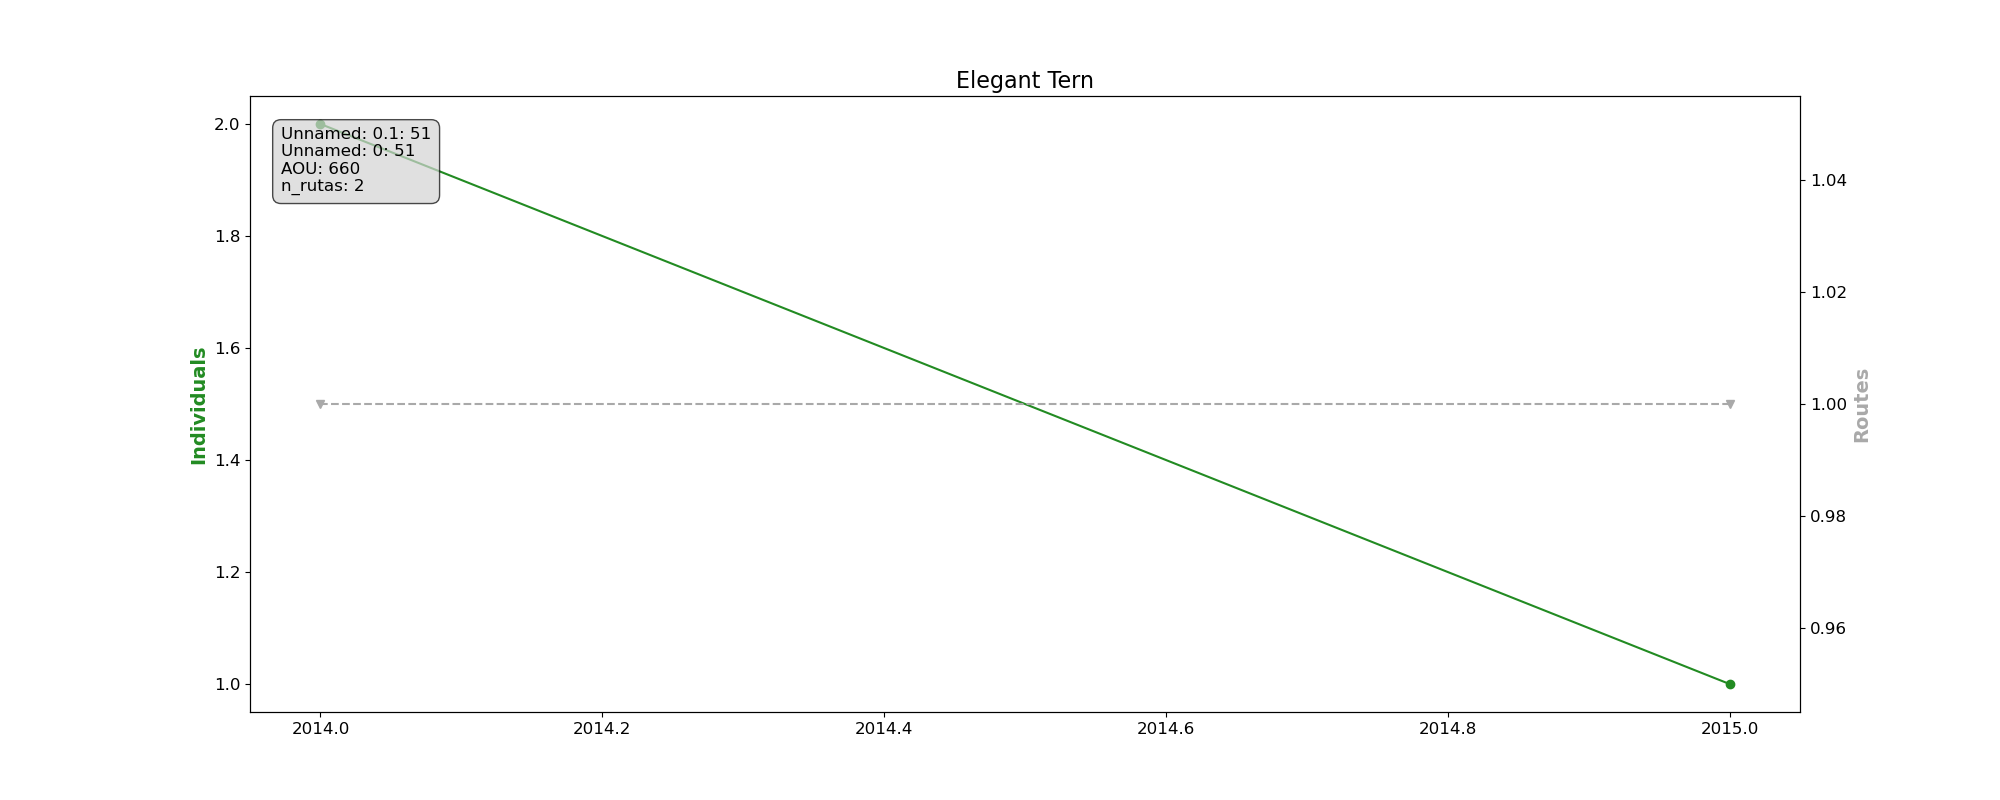 Elegant Tern
Unnamed: 0.1: 51
Unnamed: 0: 51
AOU: 660
n_rutas: 2
Individuals
2.0
1.8
1.6
1.4
1.2
1.0
1.04
1.02
1.00
0.98
0.96
Routes
2014.0 2014.2 2014.4 2014.6 2014.8 2015.0